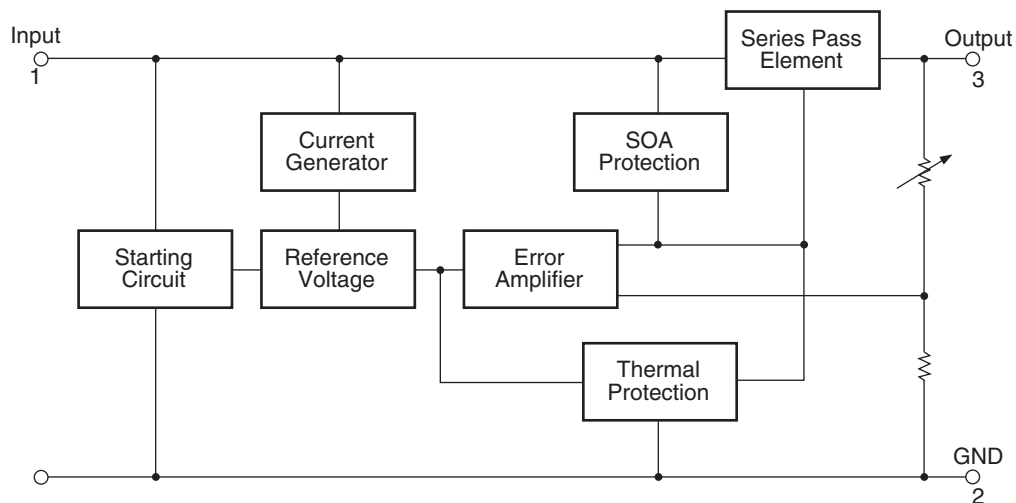 Input
1
Series Pass
Element
Output
3
Current
Generator
SOA
Protection
Starting
Circuit
Reference
Voltage
Error
Amplifier
Thermal
Protection
GND
2